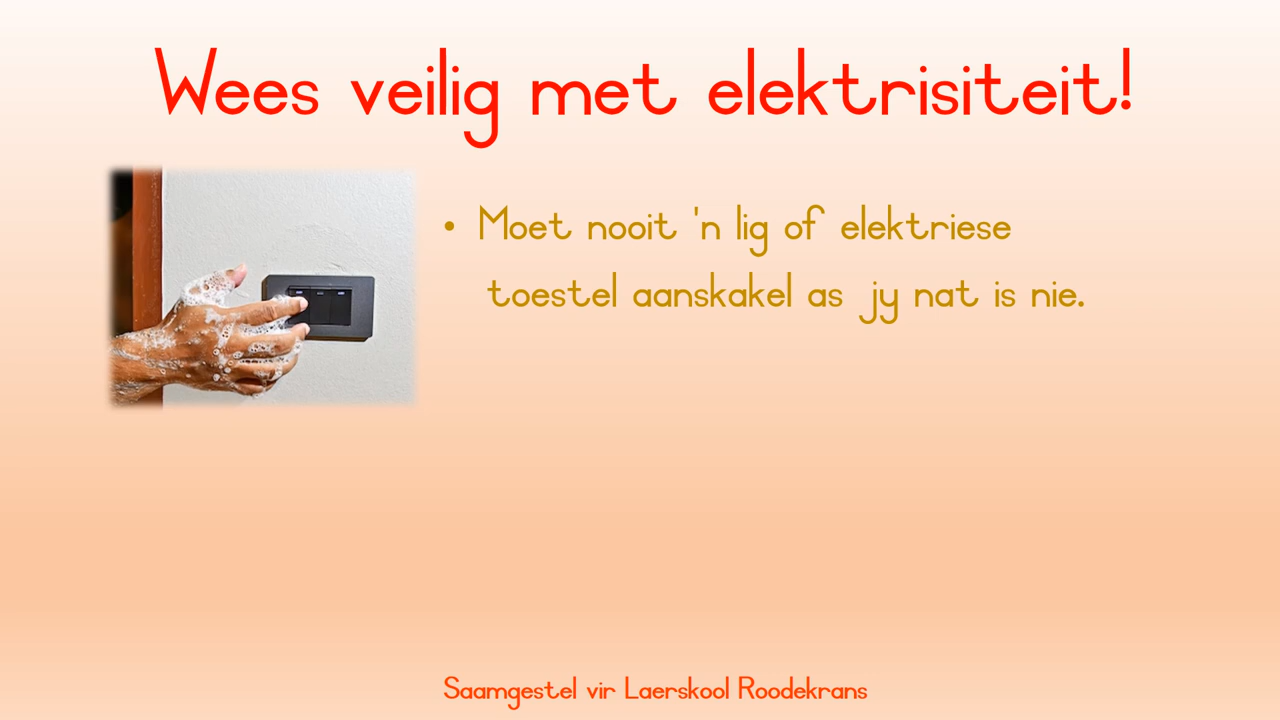 Wees veilig met elektrisiteit!
• Moet nooit 'n lig of elektriese
toestel aanskakel as jy nat is nie.
Saamgestel vir Laerskool Roodekrans